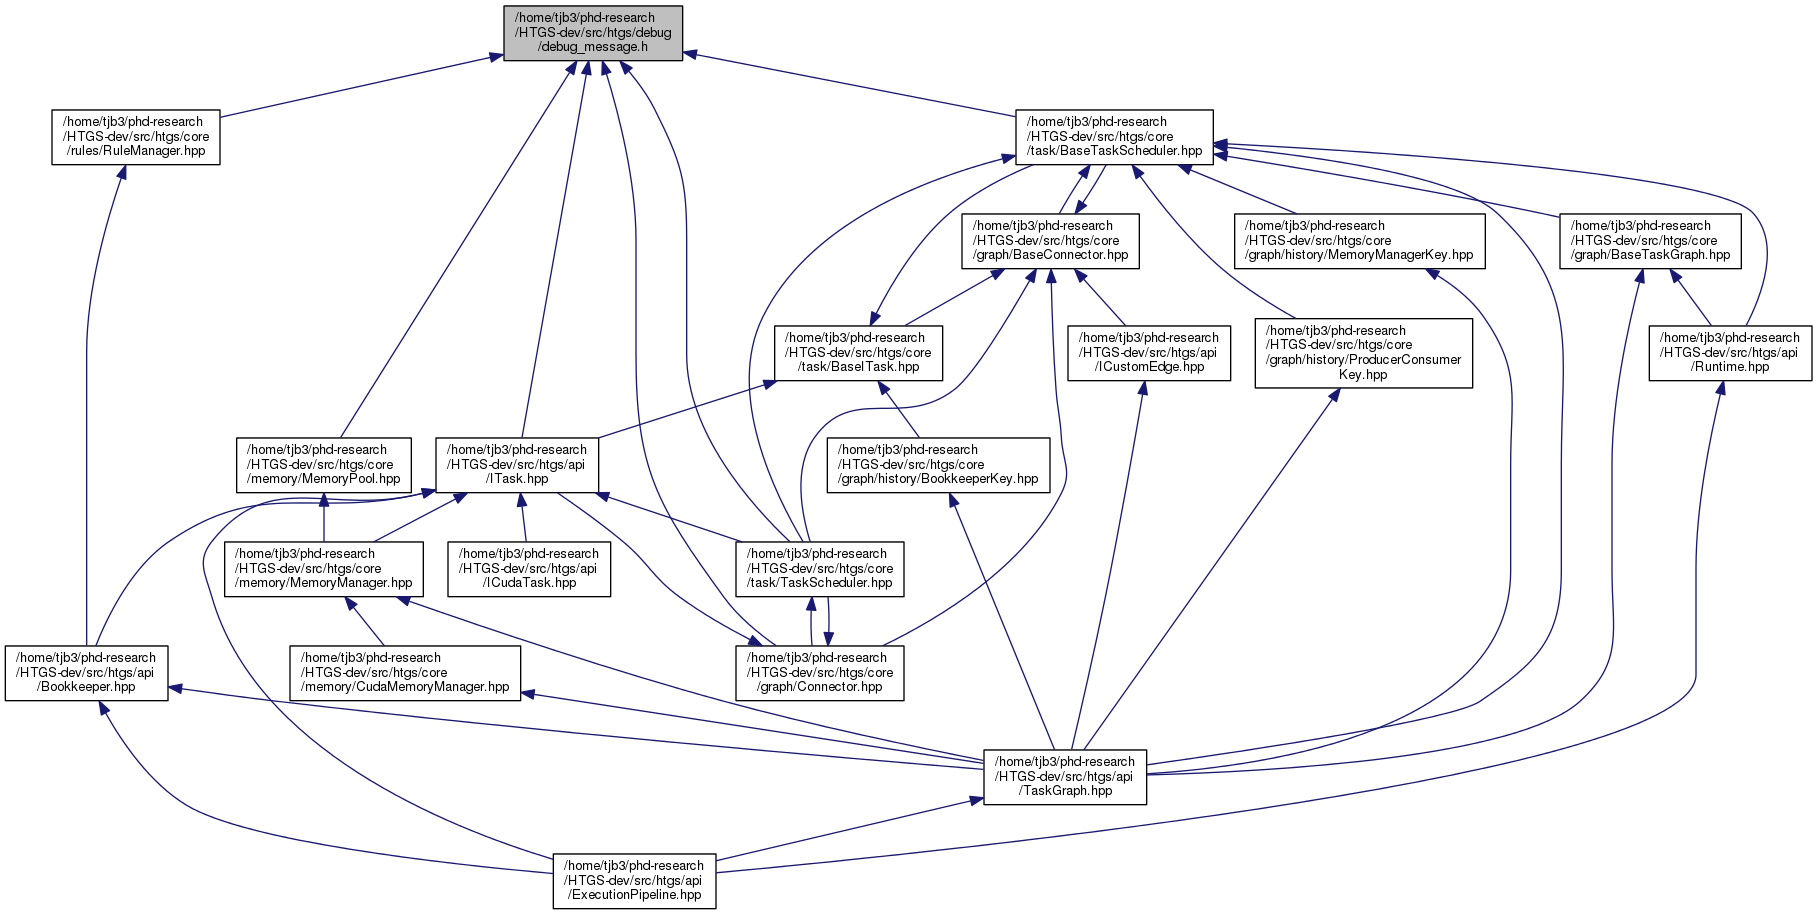 /home/tjb3/phd-research
/HTGS-dev/src/htgs/debug
/debug_message.h
/home/tjb3/phd-research
/HTGS-dev/src/htgs/core
/rules/RuleManager.hpp
/home/tjb3/phd-research
/HTGS-dev/src/htgs/core
/task/BaseTaskScheduler.hpp
/home/tjb3/phd-research
/HTGS-dev/src/htgs/core
/graph/BaseConnector.hpp
/home/tjb3/phd-research
/HTGS-dev/src/htgs/core
/graph/history/MemoryManagerKey.hpp
/home/tjb3/phd-research
/HTGS-dev/src/htgs/core
/graph/BaseTaskGraph.hpp
/home/tjb3/phd-research
/HTGS-dev/src/htgs/core
/task/BaseITask.hpp
/home/tjb3/phd-research
/HTGS-dev/src/htgs/api
/ICustomEdge.hpp
/home/tjb3/phd-research
/HTGS-dev/src/htgs/core
/graph/history/ProducerConsumer
Key.hpp
/home/tjb3/phd-research
/HTGS-dev/src/htgs/api
/Runtime.hpp
/home/tjb3/phd-research
/HTGS-dev/src/htgs/core
/memory/MemoryPool.hpp
/home/tjb3/phd-research
/HTGS-dev/src/htgs/api
/ITask.hpp
/home/tjb3/phd-research
/HTGS-dev/src/htgs/core
/graph/history/BookkeeperKey.hpp
/home/tjb3/phd-research
/HTGS-dev/src/htgs/core
/memory/MemoryManager.hpp
/home/tjb3/phd-research
/HTGS-dev/src/htgs/api
/ICudaTask.hpp
/home/tjb3/phd-research
/HTGS-dev/src/htgs/core
/task/TaskScheduler.hpp
/home/tjb3/phd-research
/HTGS-dev/src/htgs/api
/Bookkeeper.hpp
/home/tjb3/phd-research
/HTGS-dev/src/htgs/core
/memory/CudaMemoryManager.hpp
/home/tjb3/phd-research
/HTGS-dev/src/htgs/core
/graph/Connector.hpp
/home/tjb3/phd-research
/HTGS-dev/src/htgs/api
/TaskGraph.hpp
/home/tjb3/phd-research
/HTGS-dev/src/htgs/api
/ExecutionPipeline.hpp